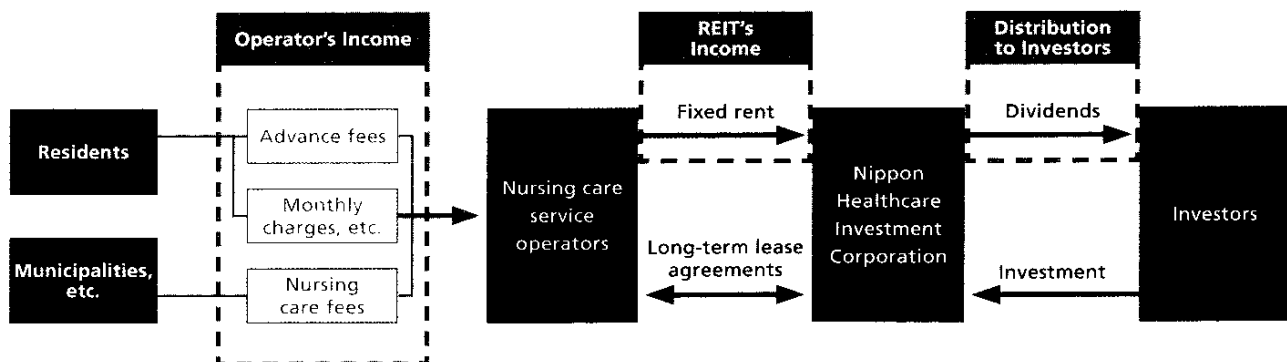 Operator's Income
REIT's
Income
Distribution
to Investors
Residents
Advance fees
Monthly
charges, etc.
Municipalities,
etc.
Nursing
care fees
Nursing care
service
operators
Fixed rent
Long-term lease
agreements
Nippon
Healthcare
Investment
Corporation
Dividends
Investment
Investors